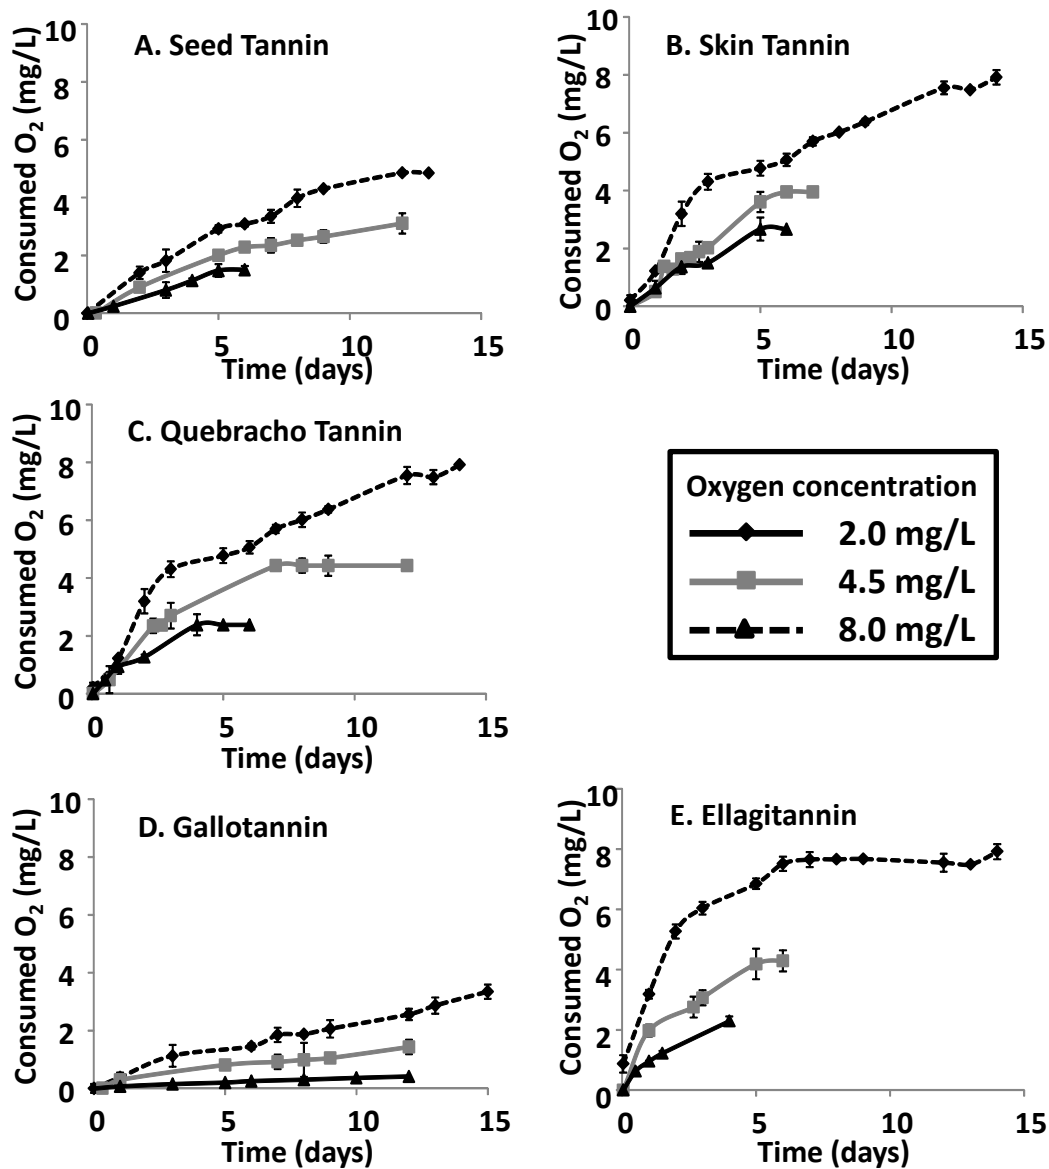 A. Seed Tannin
Consumed O2 (mg/L)
10
8
6
4
2
0
0 5 10 15
Time (days)
B. Skin Tannin
Consumed O2 (mg/L)
10
8
6
4
2
0
0 5 10 15
Time (days)
C. Quebracho Tannin
Consumed O2 (mg/L)
10
8
6
4
2
0
0 5 10 15
Time (days)
Oxygen concentration
2.0 mg/L
4.5 mg/L
8.0 mg/L
D. Gallotannin
Consumed O2 (mg/L)
10
8
6
4
2
0
0 5 10 15
Time (days)
E. Ellagitannin
Consumed O2 (mg/L)
10
8
6
4
2
0
0 5 10 15
Time (days)